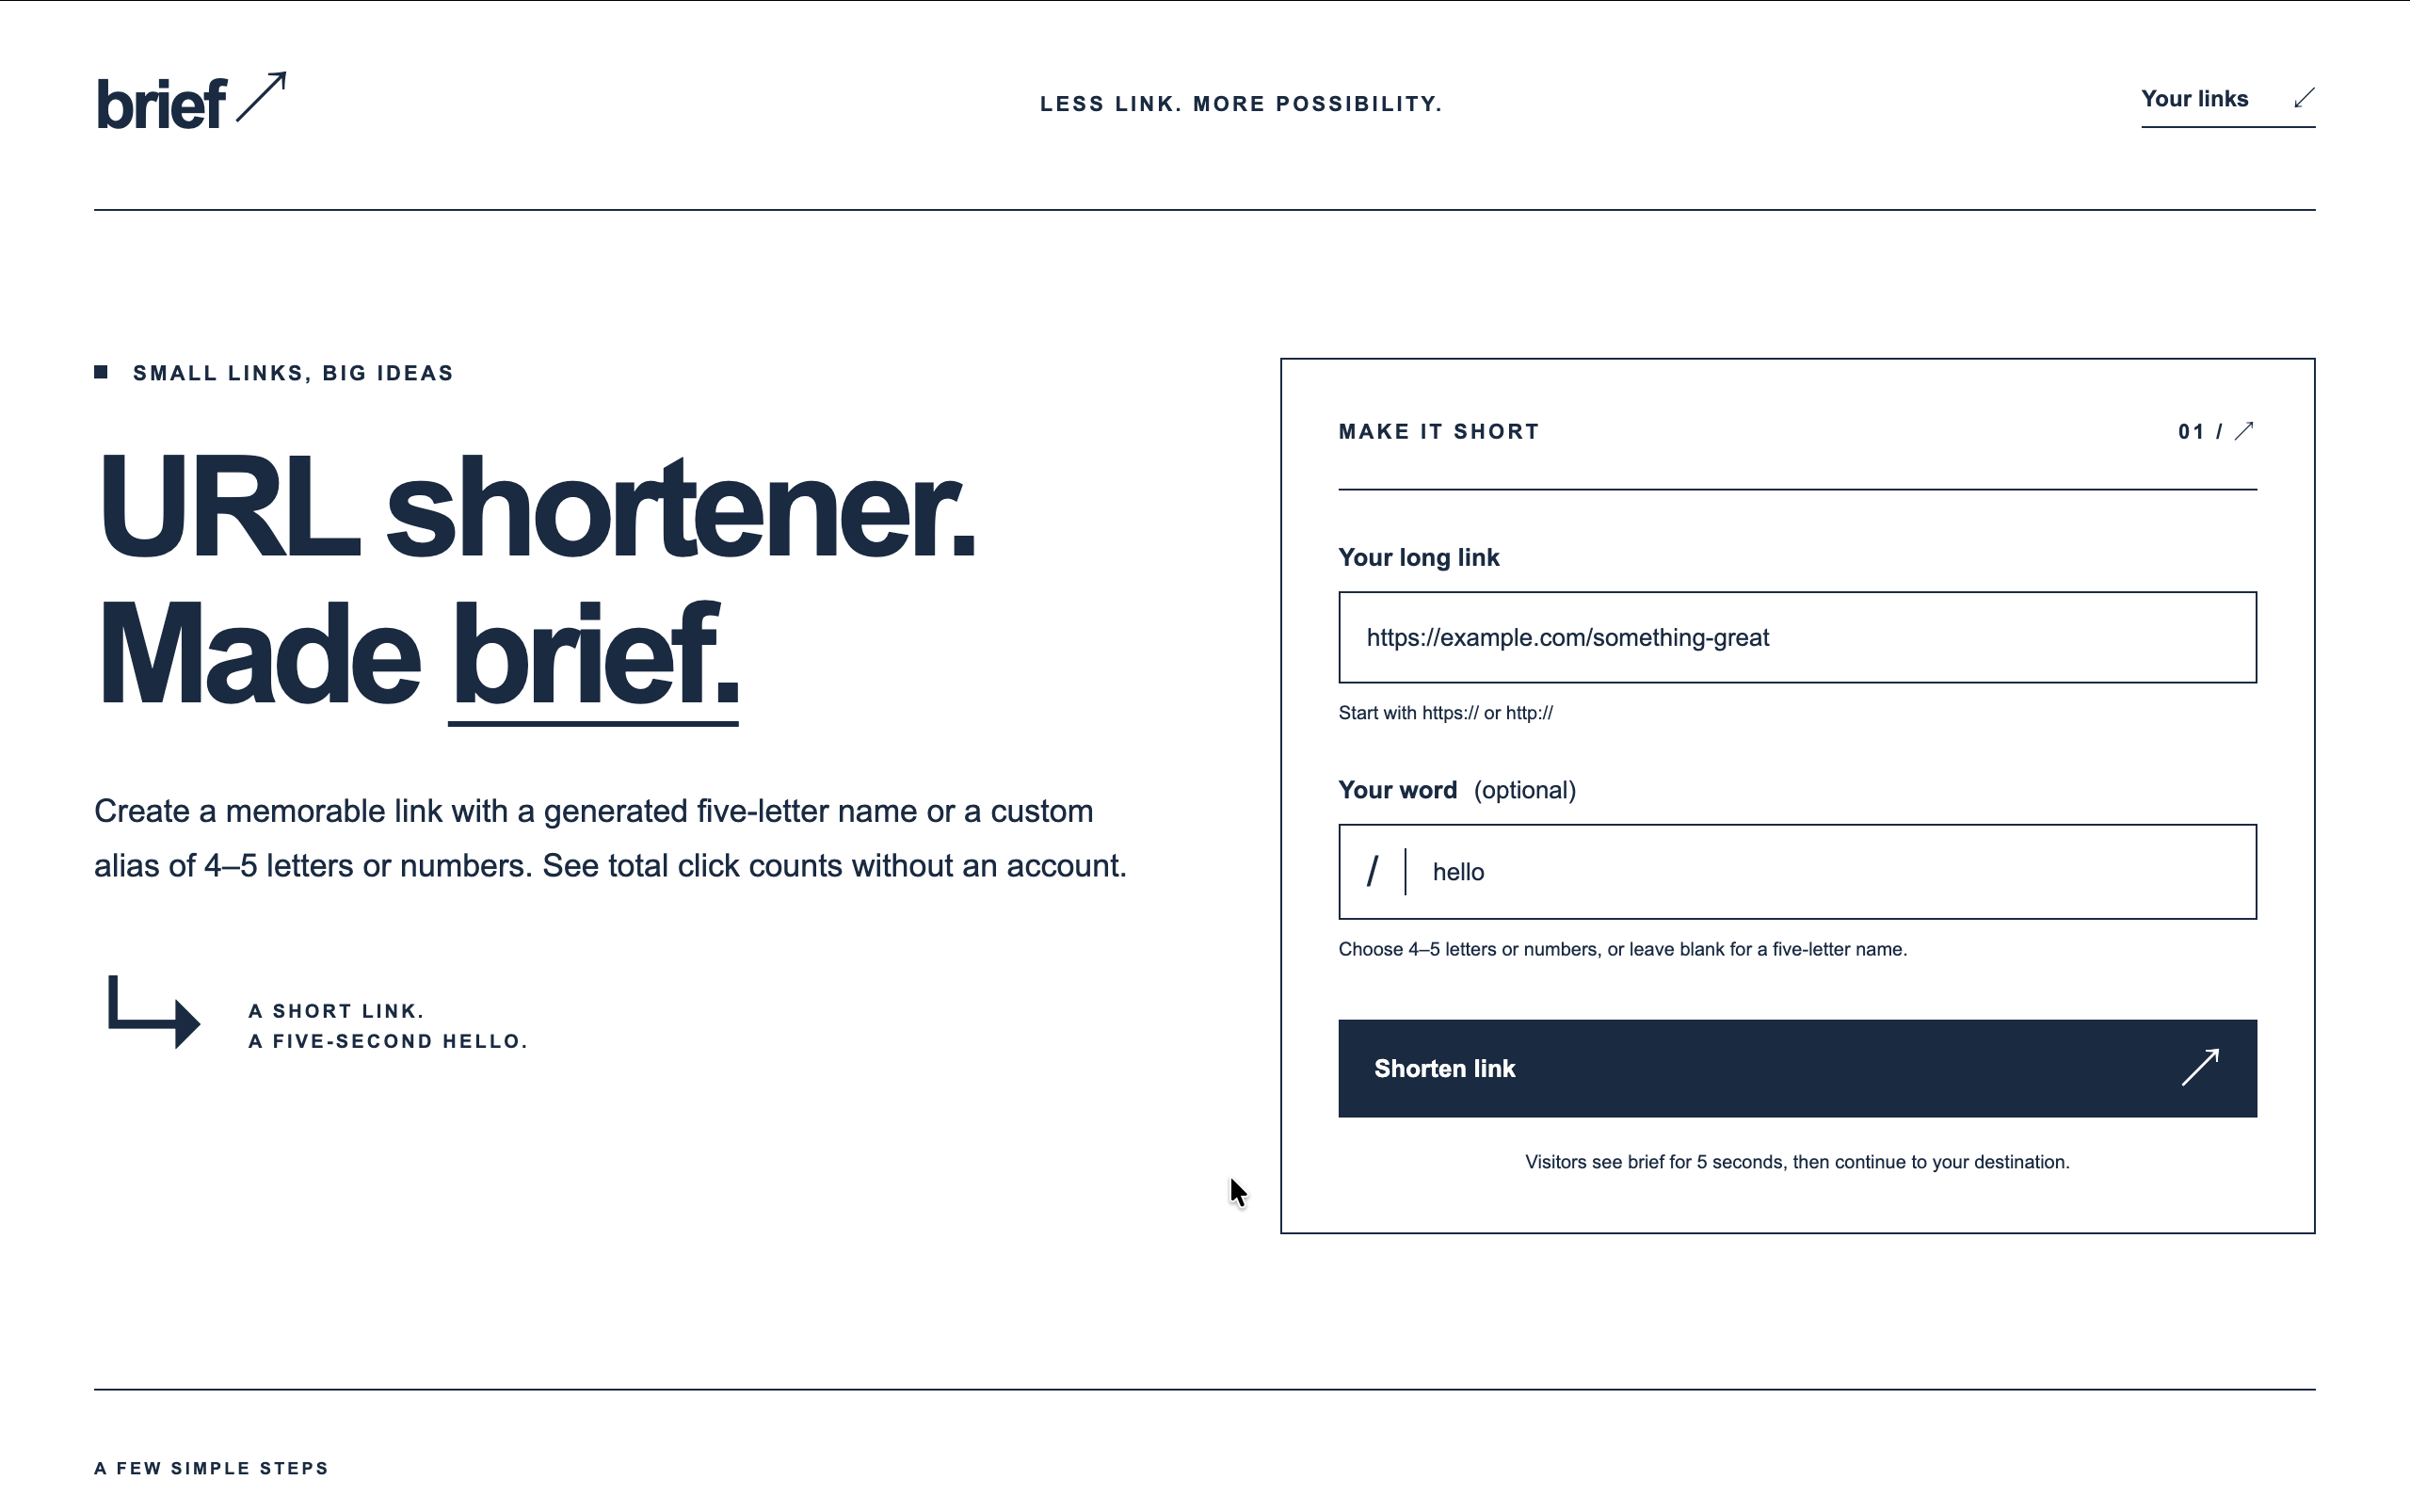 brief
LESS LINK. MORE POSSIBILITY.
Your links
SMALL LINKS, BIG IDEAS
URL shortener.
Made brief.
Create a memorable link with a generated five-letter name or a custom
alias of 4–5 letters or numbers. See total click counts without an account.
A SHORT LINK.
A FIVE-SECOND HELLO.
MAKE IT SHORT
01 / ↗
Your long link
https://example.com/something-great
Start with https:// or http://
Your word (optional)
/ hello
Choose 4–5 letters or numbers, or leave blank for a five-letter name.
Shorten link
Visitors see brief for 5 seconds, then continue to your destination.
A FEW SIMPLE STEPS